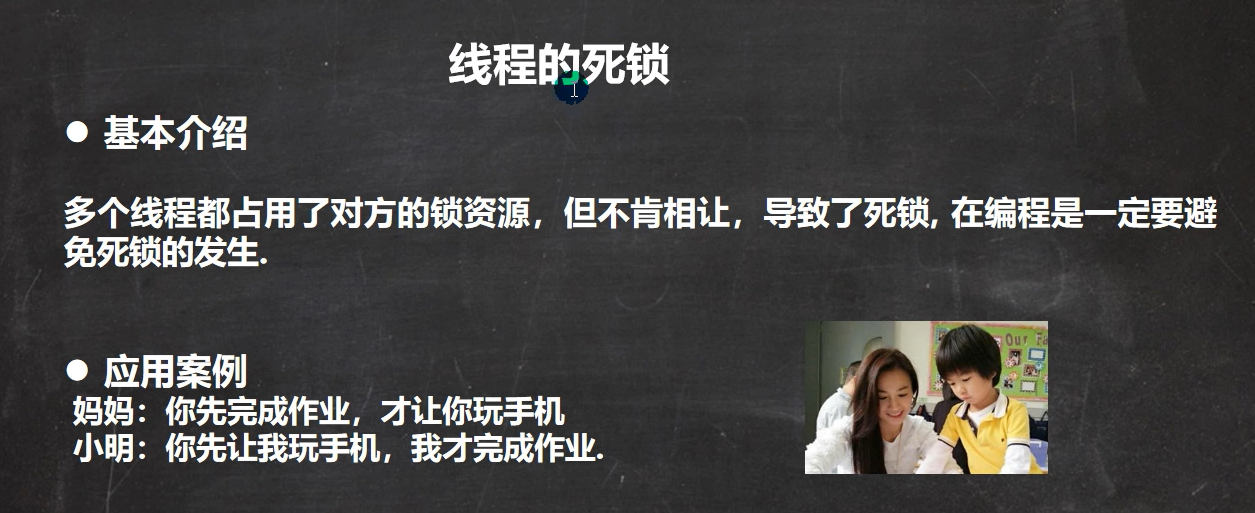 线程的死锁
● 基本介绍
多个线程都占用了对方的锁资源，但不肯相让，导致了死锁, 在编程是一定要避
免死锁的发生.
● 应用案例
妈妈：你先完成作业，才让你玩手机
小明：你先让我玩手机，我才完成作业.
Our Fa